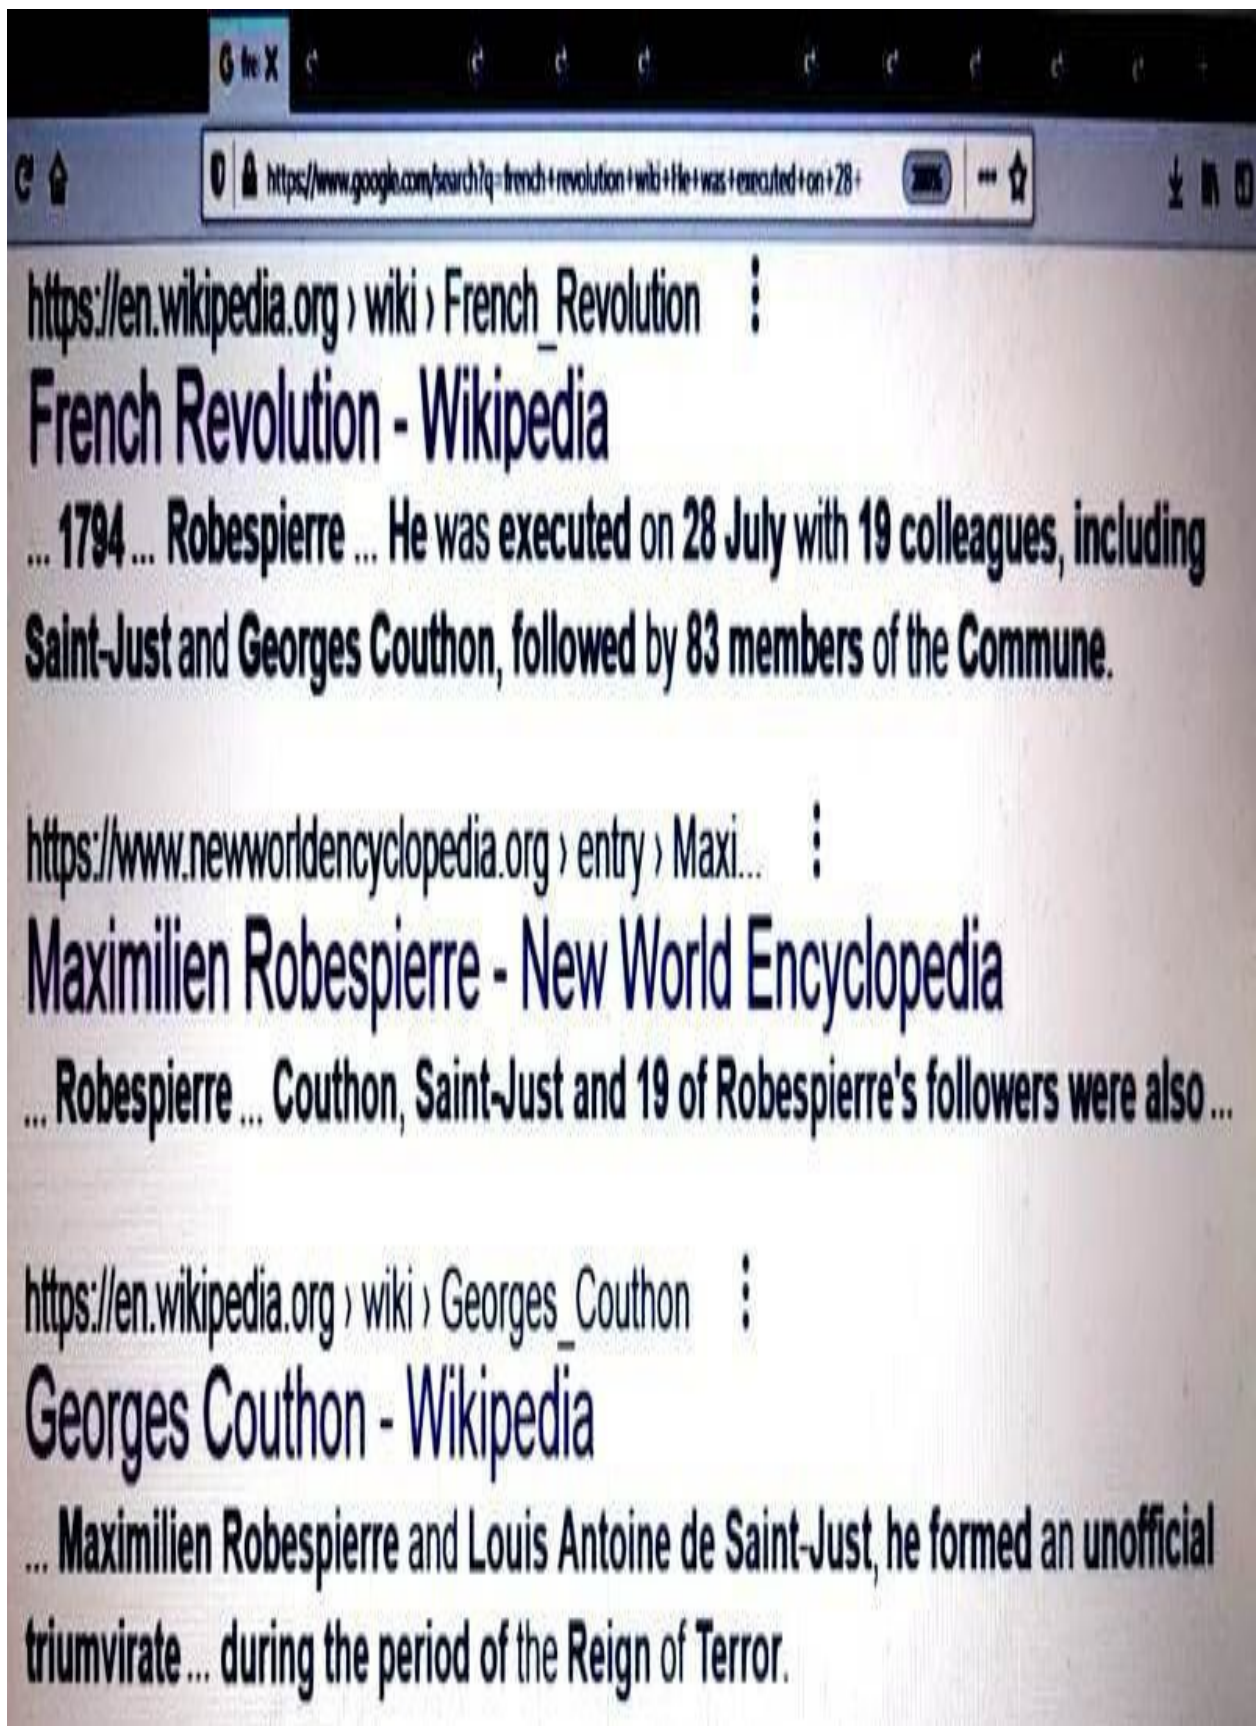 https://www.google.com/search?q=french+revolution+wiki+He+was+executed+on+28+
https://en.wikipedia.org › wiki › French_Revolution
French Revolution - Wikipedia
... 1794 ... Robespierre ... He was executed on 28 July with 19 colleagues, including
Saint-Just and Georges Couthon, followed by 83 members of the Commune.
https://www.newworldencyclopedia.org › entry › Maxi...
Maximilien Robespierre - New World Encyclopedia
... Robespierre ... Couthon, Saint-Just and 19 of Robespierre's followers were also ...
https://en.wikipedia.org › wiki › Georges_Couthon
Georges Couthon - Wikipedia
... Maximilien Robespierre and Louis Antoine de Saint-Just, he formed an unofficial
triumvirate ... during the period of the Reign of Terror.